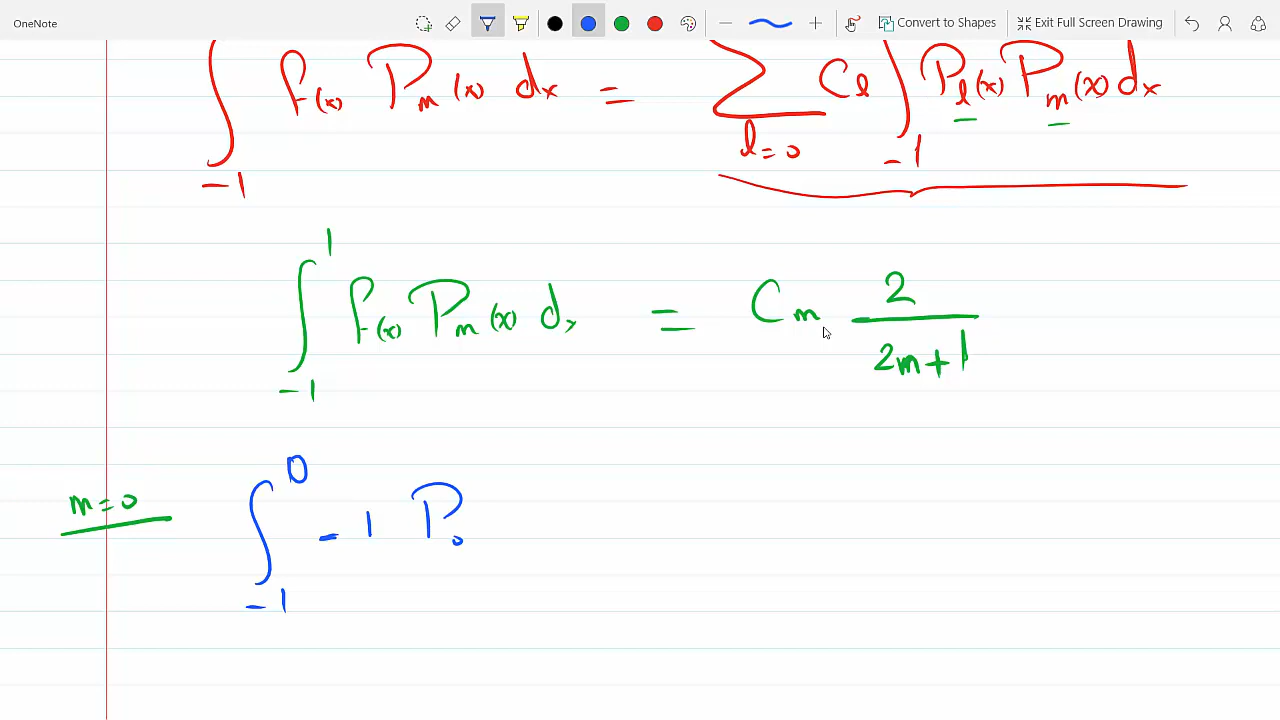 OneNote
Convert to Shapes
Exit Full Screen Drawing
∫_{-1} f(x) P_m(x) dx = ∑_{l=0} C_l ∫_{-1} P_l(x) P_m(x) dx
∫_{-1}^{1} f(x) P_m(x) dx = C_m 2/(2m+1)
m=0 ∫_{-1}^{0} -1 P_0